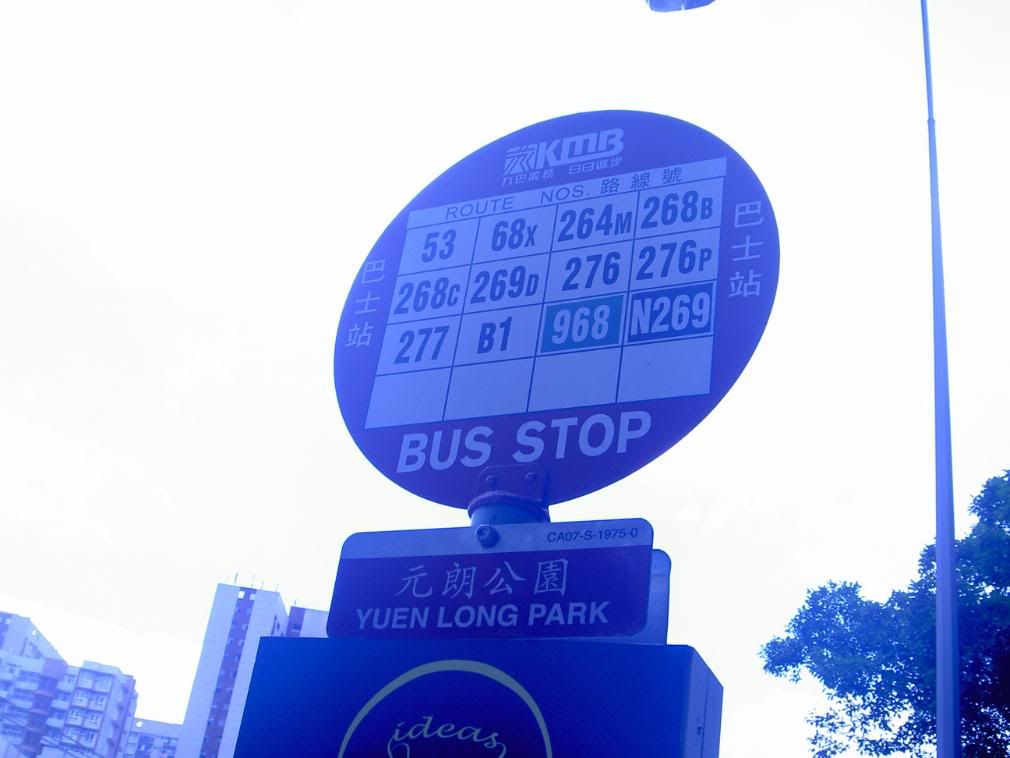 KMB
九巴服務 日日進步
ROUTE NOS. 路線號
53 68X 264M 268B
268C 269D 276 276P
277 B1 968 N269
巴士站
巴士站
BUS STOP
CA07-S-1975-0
元朗公園
YUEN LONG PARK
ideas